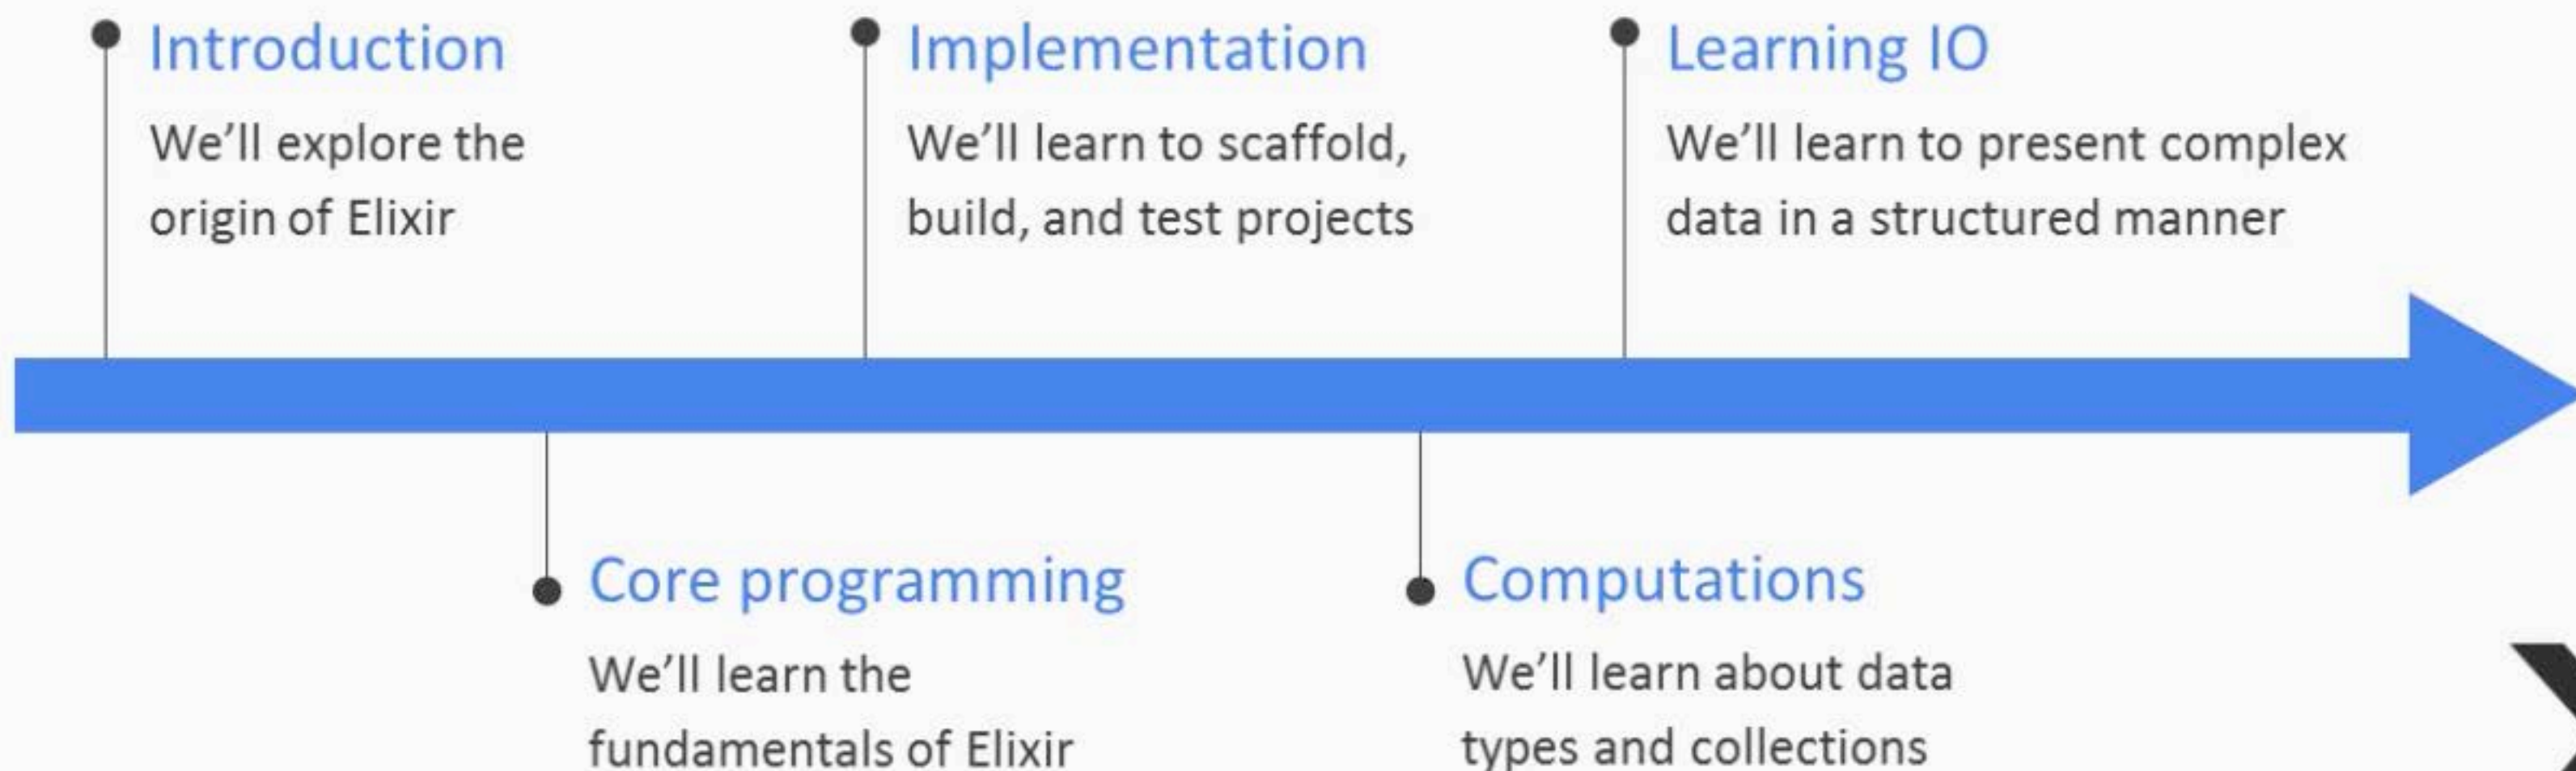 Introduction
We'll explore the
origin of Elixir
Core programming
We'll learn the
fundamentals of Elixir
Implementation
We'll learn to scaffold,
build, and test projects
Computations
We'll learn about data
types and collections
Learning IO
We'll learn to present complex
data in a structured manner